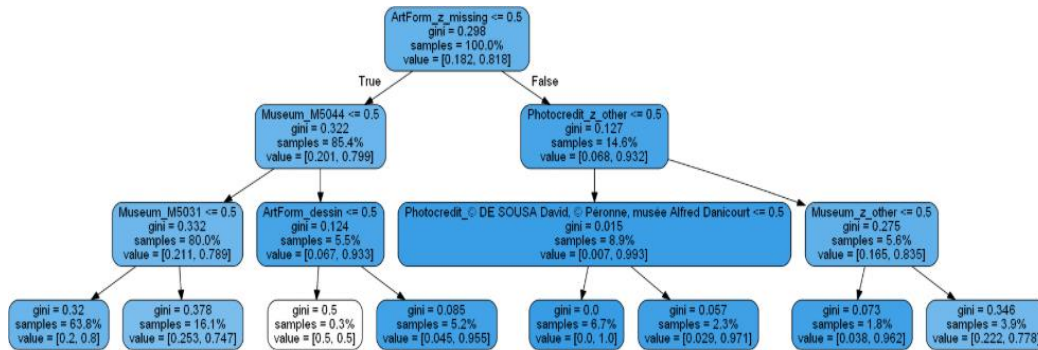 ArtForm_z_missing <= 0.5
gini = 0.298
samples = 100.0%
value = [0.182, 0.818]
True
False
Museum_M5044 <= 0.5
gini = 0.322
samples = 85.4%
value = [0.201, 0.799]
Photocredit_z_other <= 0.5
gini = 0.127
samples = 14.6%
value = [0.068, 0.932]
Museum_M5031 <= 0.5
gini = 0.332
samples = 80.0%
value = [0.211, 0.789]
ArtForm_dessin <= 0.5
gini = 0.124
samples = 5.5%
value = [0.067, 0.933]
Photocredit_© DE SOUSA David, © Péronne, musée Alfred Danicourt <= 0.5
gini = 0.015
samples = 8.9%
value = [0.007, 0.993]
Museum_z_other <= 0.5
gini = 0.275
samples = 5.6%
value = [0.165, 0.835]
gini = 0.32
samples = 63.8%
value = [0.2, 0.8]
gini = 0.378
samples = 16.1%
value = [0.253, 0.747]
gini = 0.5
samples = 0.3%
value = [0.5, 0.5]
gini = 0.085
samples = 5.2%
value = [0.045, 0.955]
gini = 0.0
samples = 6.7%
value = [0.0, 1.0]
gini = 0.057
samples = 2.3%
value = [0.029, 0.971]
gini = 0.073
samples = 1.8%
value = [0.038, 0.962]
gini = 0.346
samples = 3.9%
value = [0.222, 0.778]